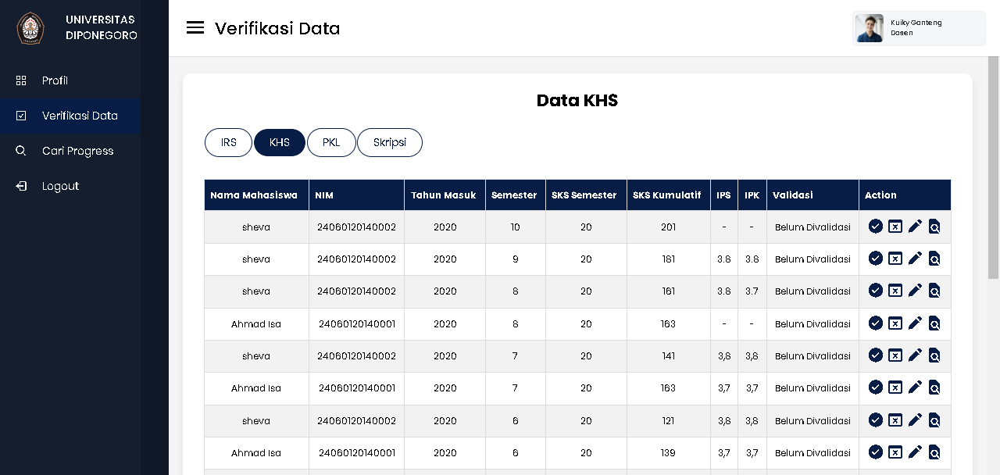 UNIVERSITAS
DIPONEGORO
Profil
Verifikasi Data
Cari Progress
Logout
Verifikasi Data
Kuiky Ganteng
Dosen
Data KHS
IRS KHS PKL Skripsi
Nama Mahasiswa NIM Tahun Masuk Semester SKS Semester SKS Kumulatif IPS IPK Validasi Action
sheva 24060120140002 2020 10 20 201 - - Belum Divalidasi
sheva 24060120140002 2020 9 20 181 3.8 3.8 Belum Divalidasi
sheva 24060120140002 2020 8 20 161 3.8 3.7 Belum Divalidasi
Ahmad Isa 24060120140001 2020 8 20 163 - - Belum Divalidasi
sheva 24060120140002 2020 7 20 141 3,8 3,8 Belum Divalidasi
Ahmad Isa 24060120140001 2020 7 20 163 3,7 3,7 Belum Divalidasi
sheva 24060120140002 2020 6 20 121 3,8 3,8 Belum Divalidasi
Ahmad Isa 24060120140001 2020 6 20 139 3,7 3,7 Belum Divalidasi